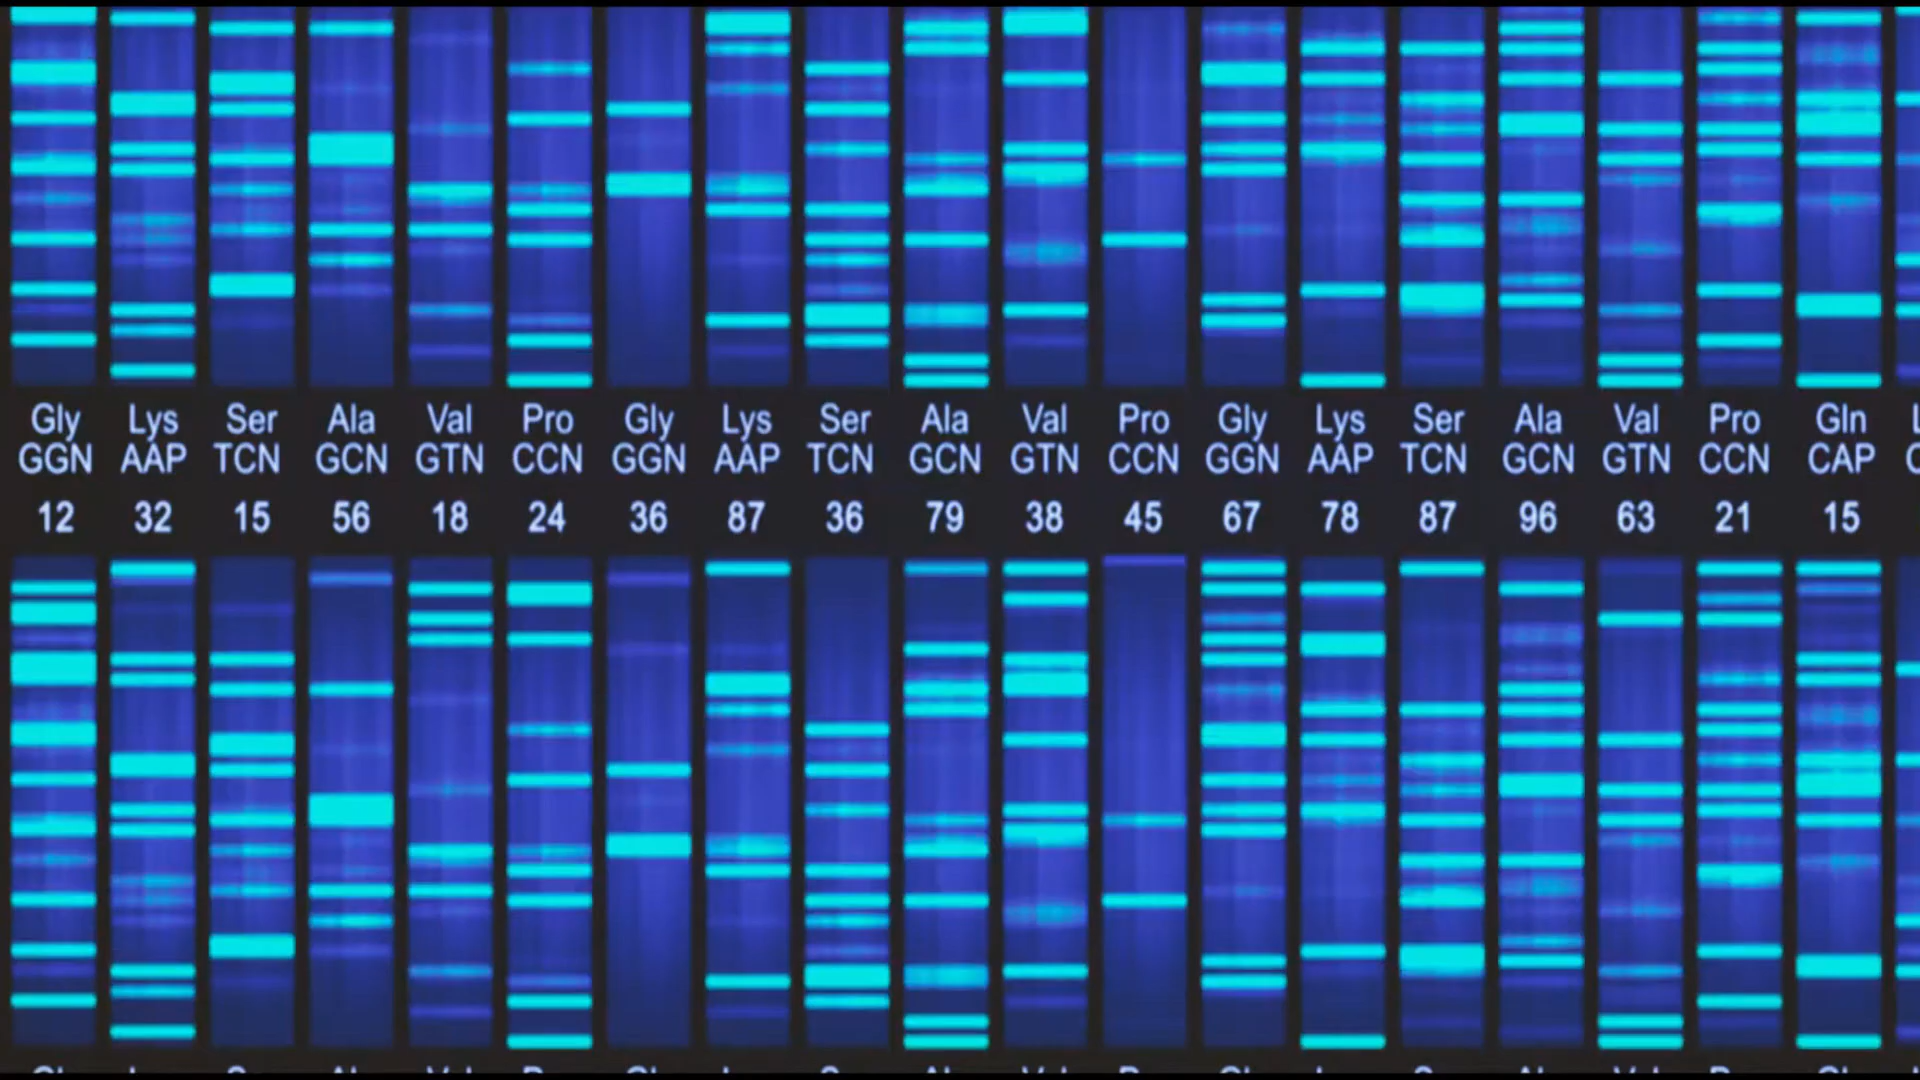 Gly Lys Ser Ala Val Pro Gly Lys Ser Ala Val Pro Gly Lys Ser Ala Val Pro Gln
GGN AAP TCN GCN GTN CCN GGN AAP TCN GCN GTN CCN GGN AAP TCN GCN GTN CCN CAP
12 32 15 56 18 24 36 87 36 79 38 45 67 78 87 96 63 21 15